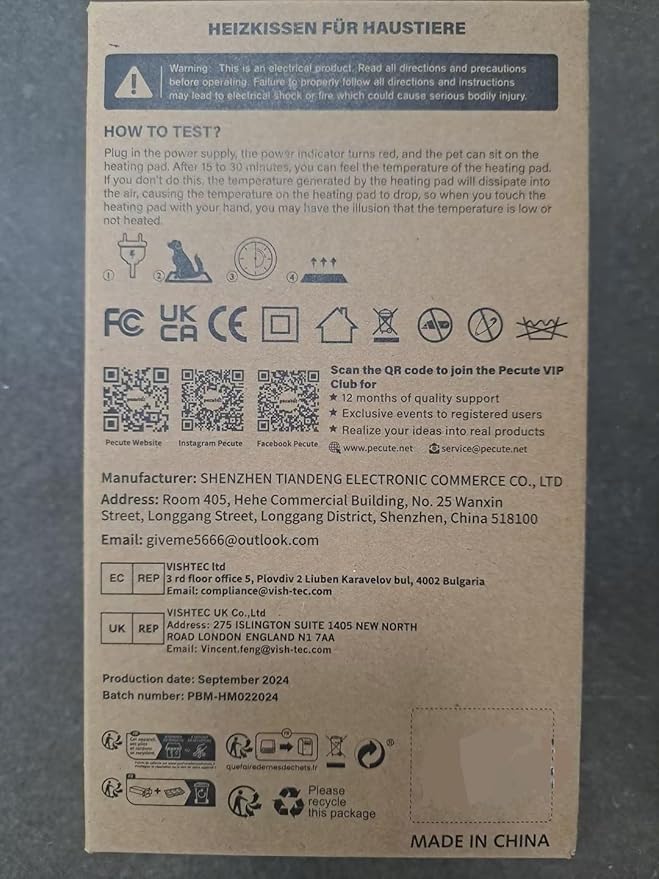 HEIZKISSEN FÜR HAUSTIERE
Warning: This is an electrical product. Read all directions and precautions
before operating. Failure to properly follow all directions and instructions
may lead to electrical shock or fire which could cause serious bodily injury.
HOW TO TEST?
Plug in the power supply, the power indicator turns red, and the pet can sit on the
heating pad. After 15 to 30 minutes, you can feel the temperature of the heating pad.
If you don't do this, the temperature generated by the heating pad will dissipate into
the air, causing the temperature on the heating pad to drop, so when you touch the
heating pad with your hand, you may have the illusion that the temperature is low or
not heated.
1 2 3 4
FC UK CA CE
Scan the QR code to join the Pecute VIP
Club for
★ 12 months of quality support
★ Exclusive events to registered users
★ Realize your ideas into real products
Pecute Website Instagram Pecute Facebook Pecute
www.pecute.net service@pecute.net
Manufacturer: SHENZHEN TIANDENG ELECTRONIC COMMERCE CO., LTD
Address: Room 405, Hehe Commercial Building, No. 25 Wanxin
Street, Longgang Street, Longgang District, Shenzhen, China 518100
Email: giveme5666@outlook.com
EC REP
VISHTEC ltd
3 rd floor office 5, Plovdiv 2 Liuben Karavelov bul, 4002 Bulgaria
Email: compliance@vish-tec.com
UK REP
VISHTEC UK Co.,Ltd
Address: 275 ISLINGTON SUITE 1405 NEW NORTH
ROAD LONDON ENGLAND N1 7AA
Email: Vincent.feng@vish-tec.com
Production date: September 2024
Batch number: PBM-HM022024
FR
quefairedemesdechets.fr
Please
recycle
this package
MADE IN CHINA